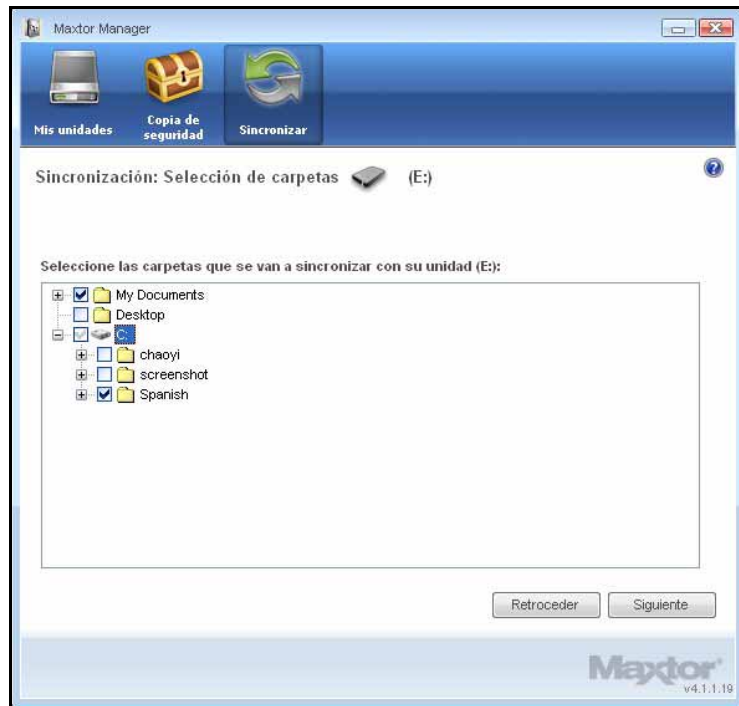 Maxtor Manager
Mis unidades
Copia de
seguridad
Sincronizar
Sincronización: Selección de carpetas (E:)
Seleccione las carpetas que se van a sincronizar con su unidad (E:):
My Documents
Desktop
C:
chaoyi
screenshot
Spanish
Retroceder Siguiente
Maxtor
v4.1.1.19